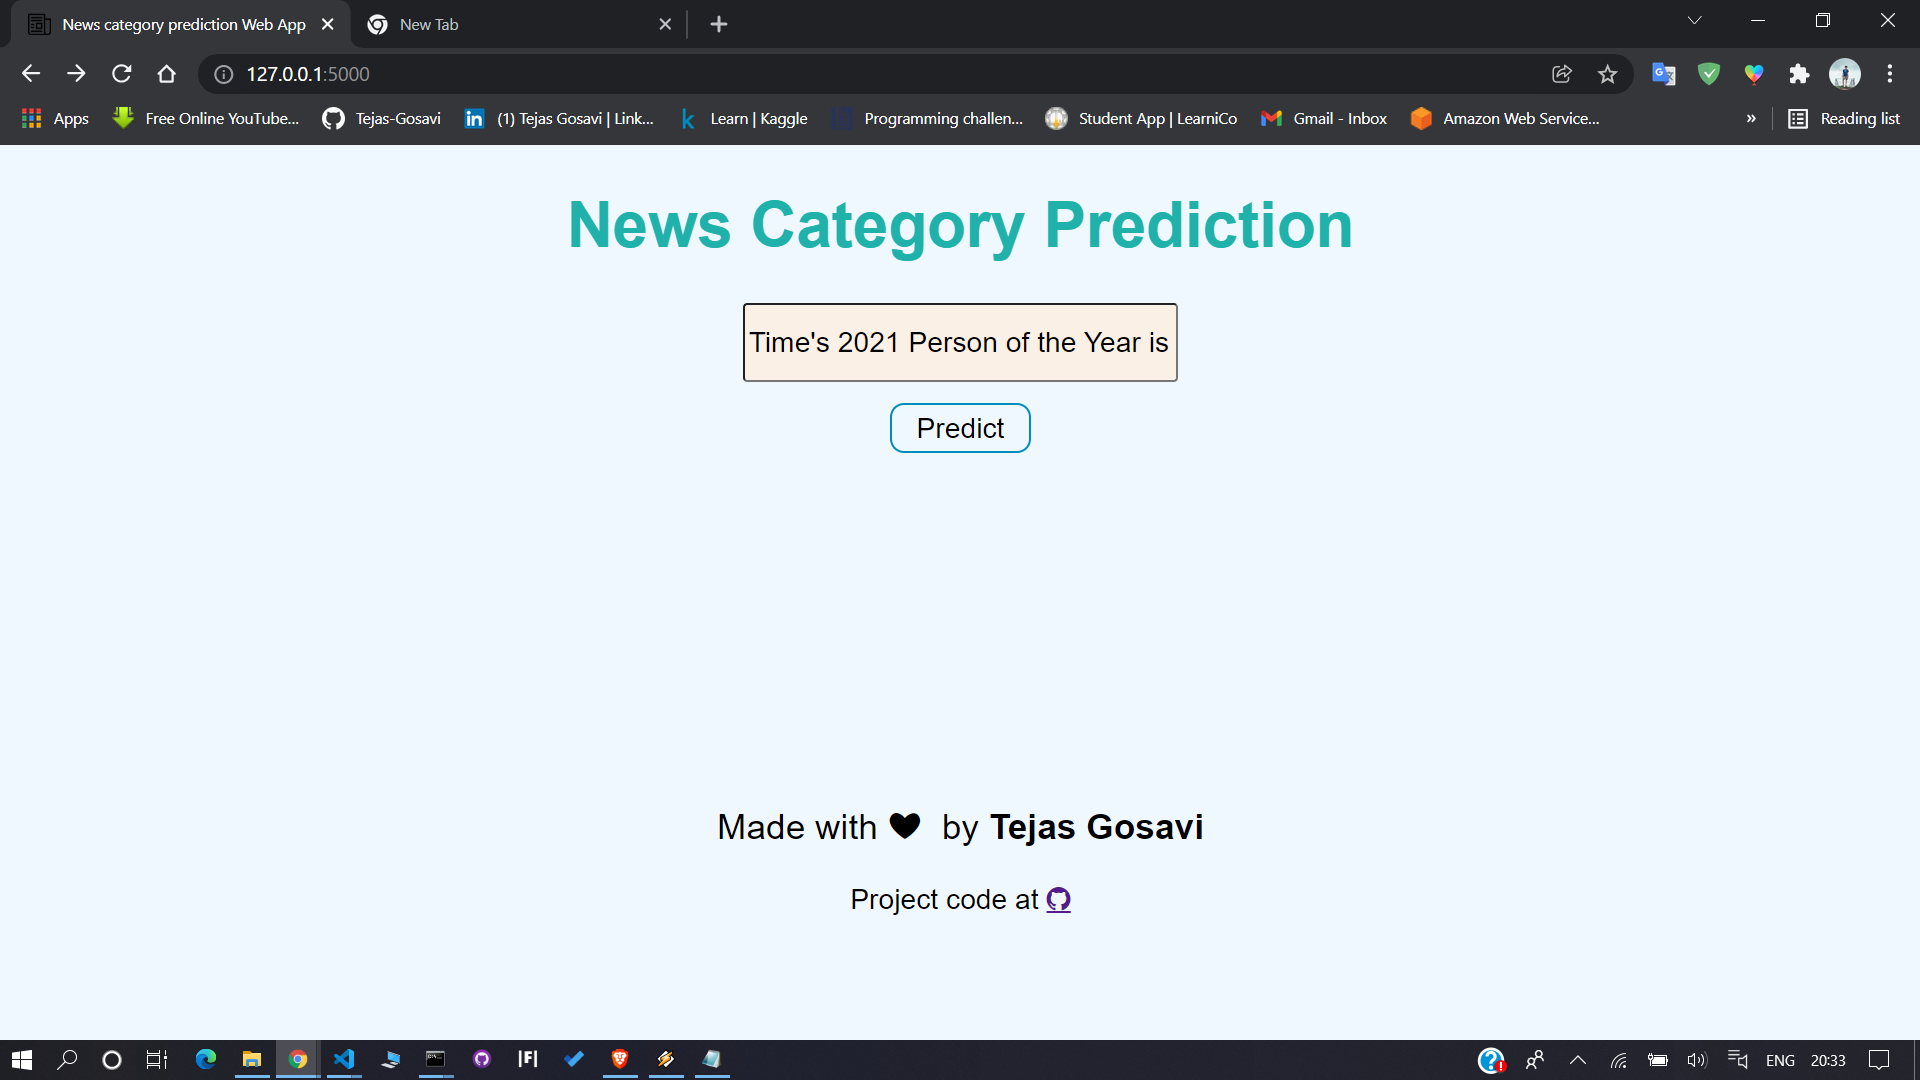 News category prediction Web App
New Tab
127.0.0.1:5000
Apps
Free Online YouTube...
Tejas-Gosavi
(1) Tejas Gosavi | Link...
Learn | Kaggle
Programming challen...
Student App | LearniCo
Gmail - Inbox
Amazon Web Service...
»
Reading list
News Category Prediction
Time's 2021 Person of the Year is
Predict
Made with ♥ by Tejas Gosavi
Project code at
ENG
20:33